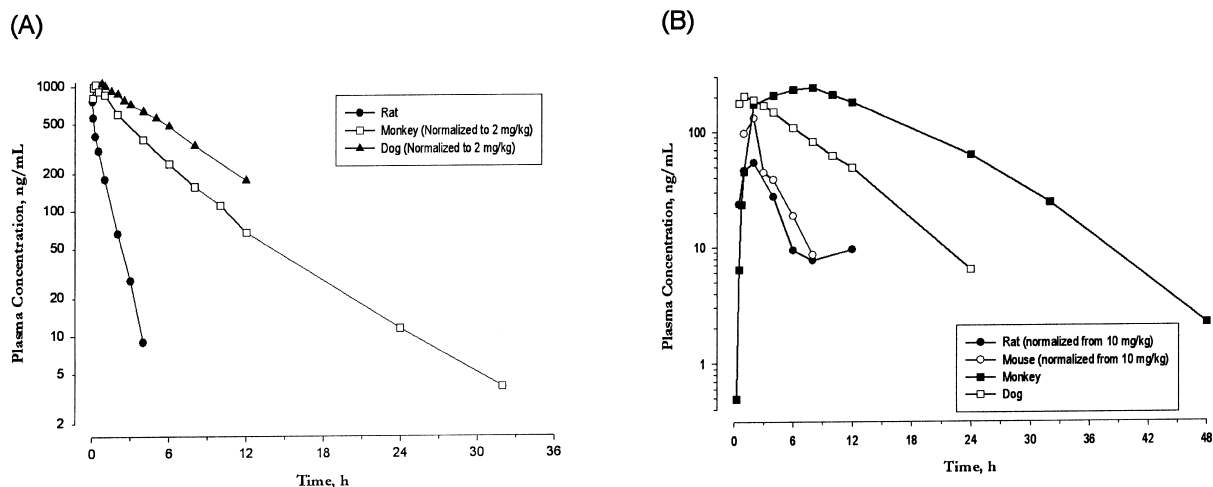 (A)
Plasma Concentration, ng/mL
1000
500
200
100
50
20
10
5
2
Rat
Monkey (Normalized to 2 mg/kg)
Dog (Normalized to 2 mg/kg)
0 6 12 18 24 30 36
Time, h
(B)
Plasma Concentration, ng/mL
100
10
1
Rat (normalized from 10 mg/kg)
Mouse (normalized from 10 mg/kg)
Monkey
Dog
0 6 12 18 24 30 36 42 48
Time, h